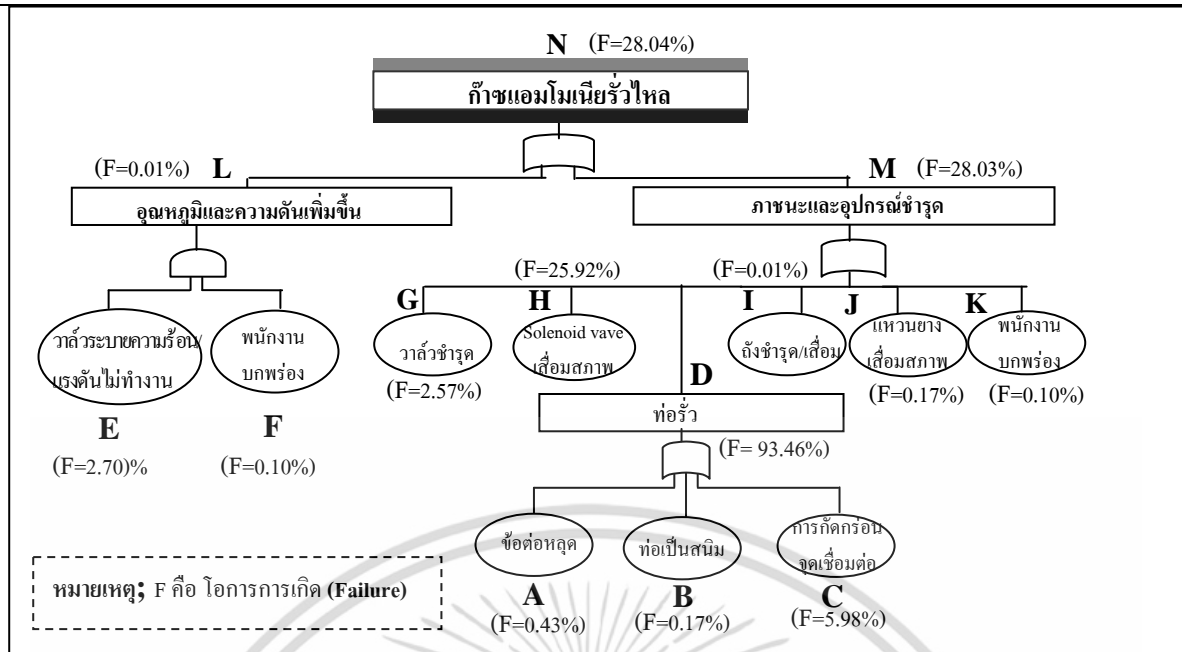 N (F=28.04%)
ก๊าซแอมโมเนียรั่วไหล
(F=0.01%) L
M (F=28.03%)
อุณหภูมิและความดันเพิ่มขึ้น
ภาชนะและอุปกรณ์ชำรุด
(F=25.92%)
(F=0.01%)
G
H
I
J
K
วาล์วระบายความร้อน/
แรงดันไม่ทำงาน
พนักงาน
บกพร่อง
วาล์วชำรุด
Solenoid vave
เสื่อมสภาพ
ถังชำรุด/เสื่อม
แหวนยาง
เสื่อมสภาพ
พนักงาน
บกพร่อง
(F=2.57%)
(F=0.17%)
(F=0.10%)
D
ท่อรั่ว
E
F
(F=2.70)%
(F=0.10%)
(F= 93.46%)
ข้อต่อหลุด
ท่อเป็นสนิม
การกัดกร่อน
จุดเชื่อมต่อ
A
B
C
(F=0.43%)
(F=0.17%)
(F=5.98%)
หมายเหตุ; F คือ โอการการเกิด (Failure)